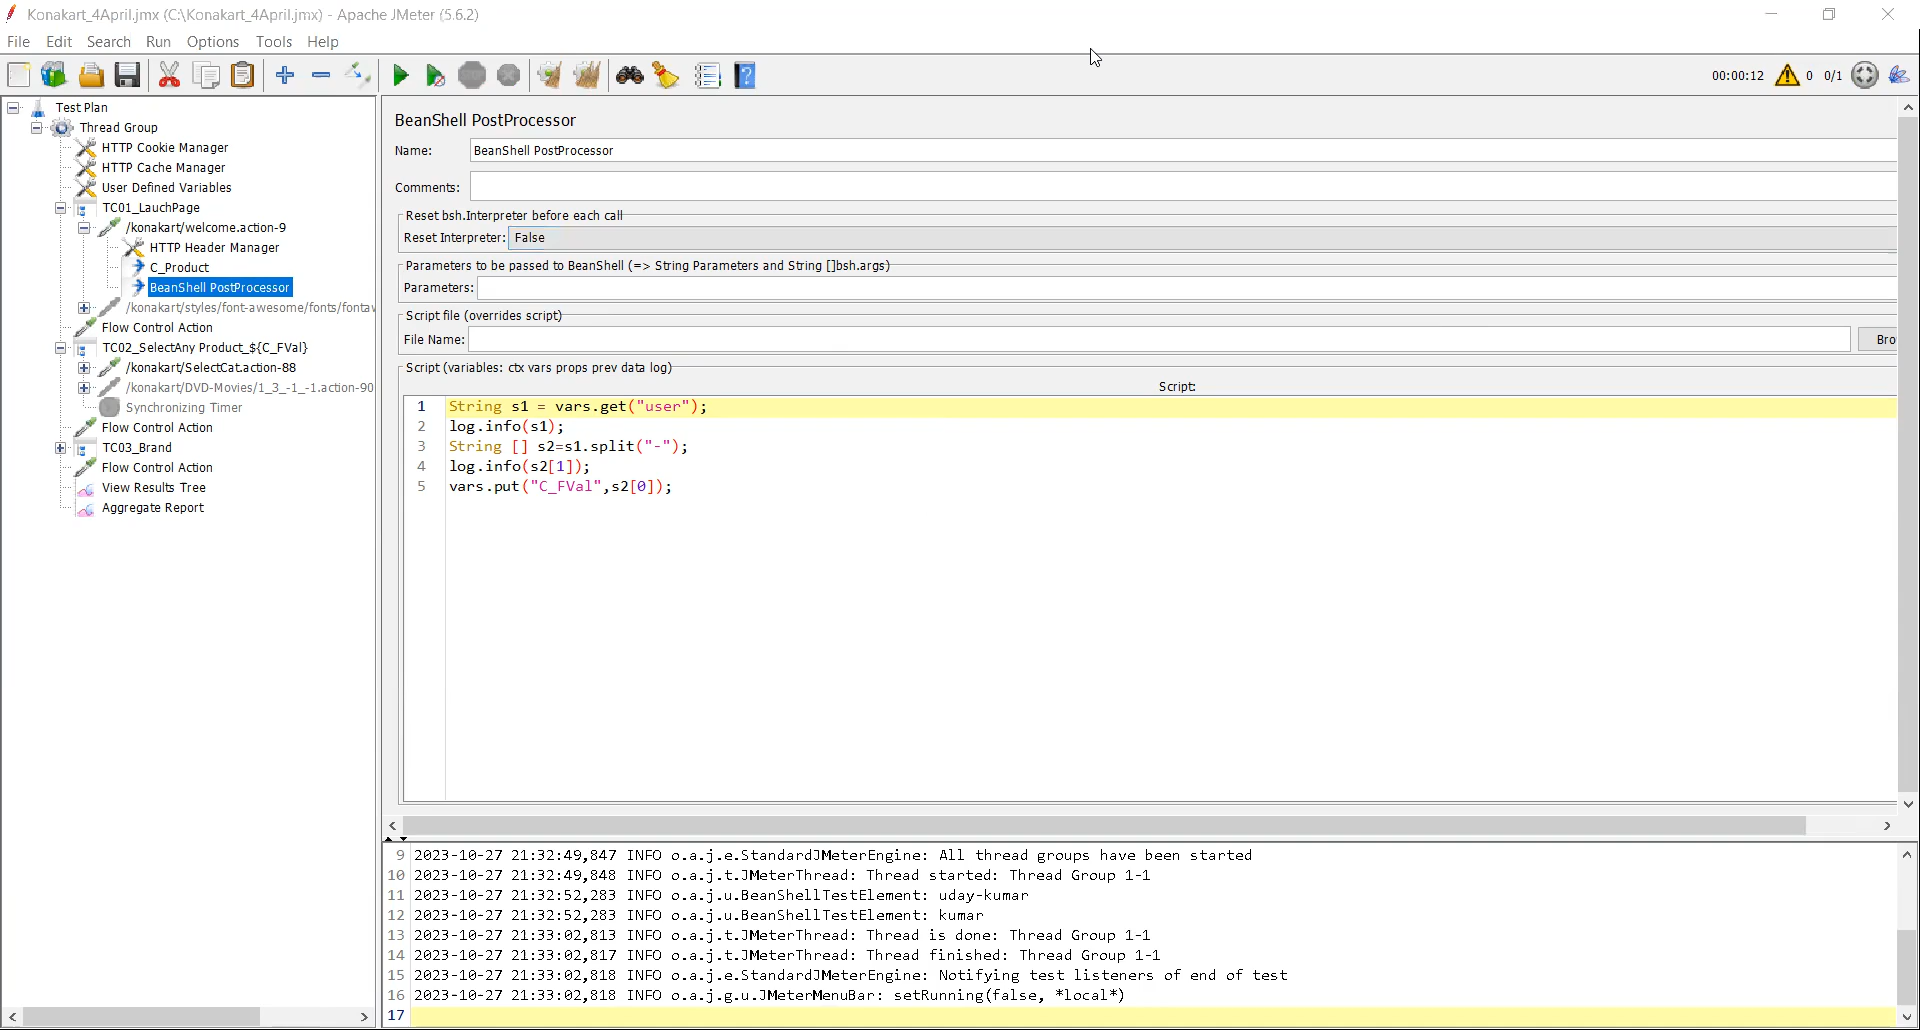 Konakart_4April.jmx (C:\Konakart_4April.jmx) - Apache JMeter (5.6.2)
File Edit Search Run Options Tools Help
00:00:12 0 0/1
Test Plan
Thread Group
HTTP Cookie Manager
HTTP Cache Manager
User Defined Variables
TC01_LauchPage
/konakart/welcome.action-9
HTTP Header Manager
C_Product
BeanShell PostProcessor
/konakart/styles/font-awesome/fonts/fontav
Flow Control Action
TC02_SelectAny Product_${C_FVal}
/konakart/SelectCat.action-88
/konakart/DVD-Movies/1_3_-1_-1.action-90
Synchronizing Timer
Flow Control Action
TC03_Brand
Flow Control Action
View Results Tree
Aggregate Report
BeanShell PostProcessor
Name: BeanShell PostProcessor
Comments:
Reset bsh.Interpreter before each call
Reset Interpreter: False
Parameters to be passed to BeanShell (=> String Parameters and String []bsh.args)
Parameters:
Script file (overrides script)
File Name: Bro
Script (variables: ctx vars props prev data log)
Script:
1 String s1 = vars.get("user");
2 log.info(s1);
3 String [] s2=s1.split("-");
4 log.info(s2[1]);
5 vars.put("C_FVal",s2[0]);
9 2023-10-27 21:32:49,847 INFO o.a.j.e.StandardJMeterEngine: All thread groups have been started
10 2023-10-27 21:32:49,848 INFO o.a.j.t.JMeterThread: Thread started: Thread Group 1-1
11 2023-10-27 21:32:52,283 INFO o.a.j.u.BeanShellTestElement: uday-kumar
12 2023-10-27 21:32:52,283 INFO o.a.j.u.BeanShellTestElement: kumar
13 2023-10-27 21:33:02,813 INFO o.a.j.t.JMeterThread: Thread is done: Thread Group 1-1
14 2023-10-27 21:33:02,817 INFO o.a.j.t.JMeterThread: Thread finished: Thread Group 1-1
15 2023-10-27 21:33:02,818 INFO o.a.j.e.StandardJMeterEngine: Notifying test listeners of end of test
16 2023-10-27 21:33:02,818 INFO o.a.j.g.u.JMeterMenuBar: setRunning(false, *local*)
17